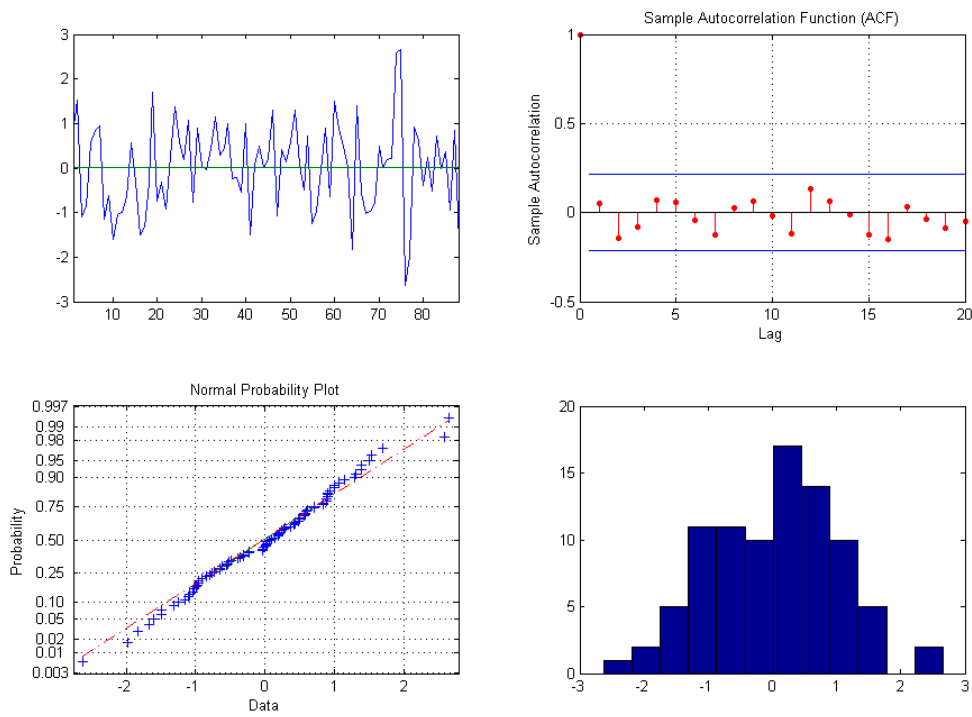 3
2
1
0
-1
-2
-3
10 20 30 40 50 60 70 80
Sample Autocorrelation Function (ACF)
1
0.5
0
-0.5
Sample Autocorrelation
0 5 10 15 20
Lag
Normal Probability Plot
0.997
0.99
0.98
0.95
0.90
0.75
0.50
0.25
0.10
0.05
0.02
0.01
0.003
Probability
-2 -1 0 1 2
Data
20
15
10
5
0
-3 -2 -1 0 1 2 3